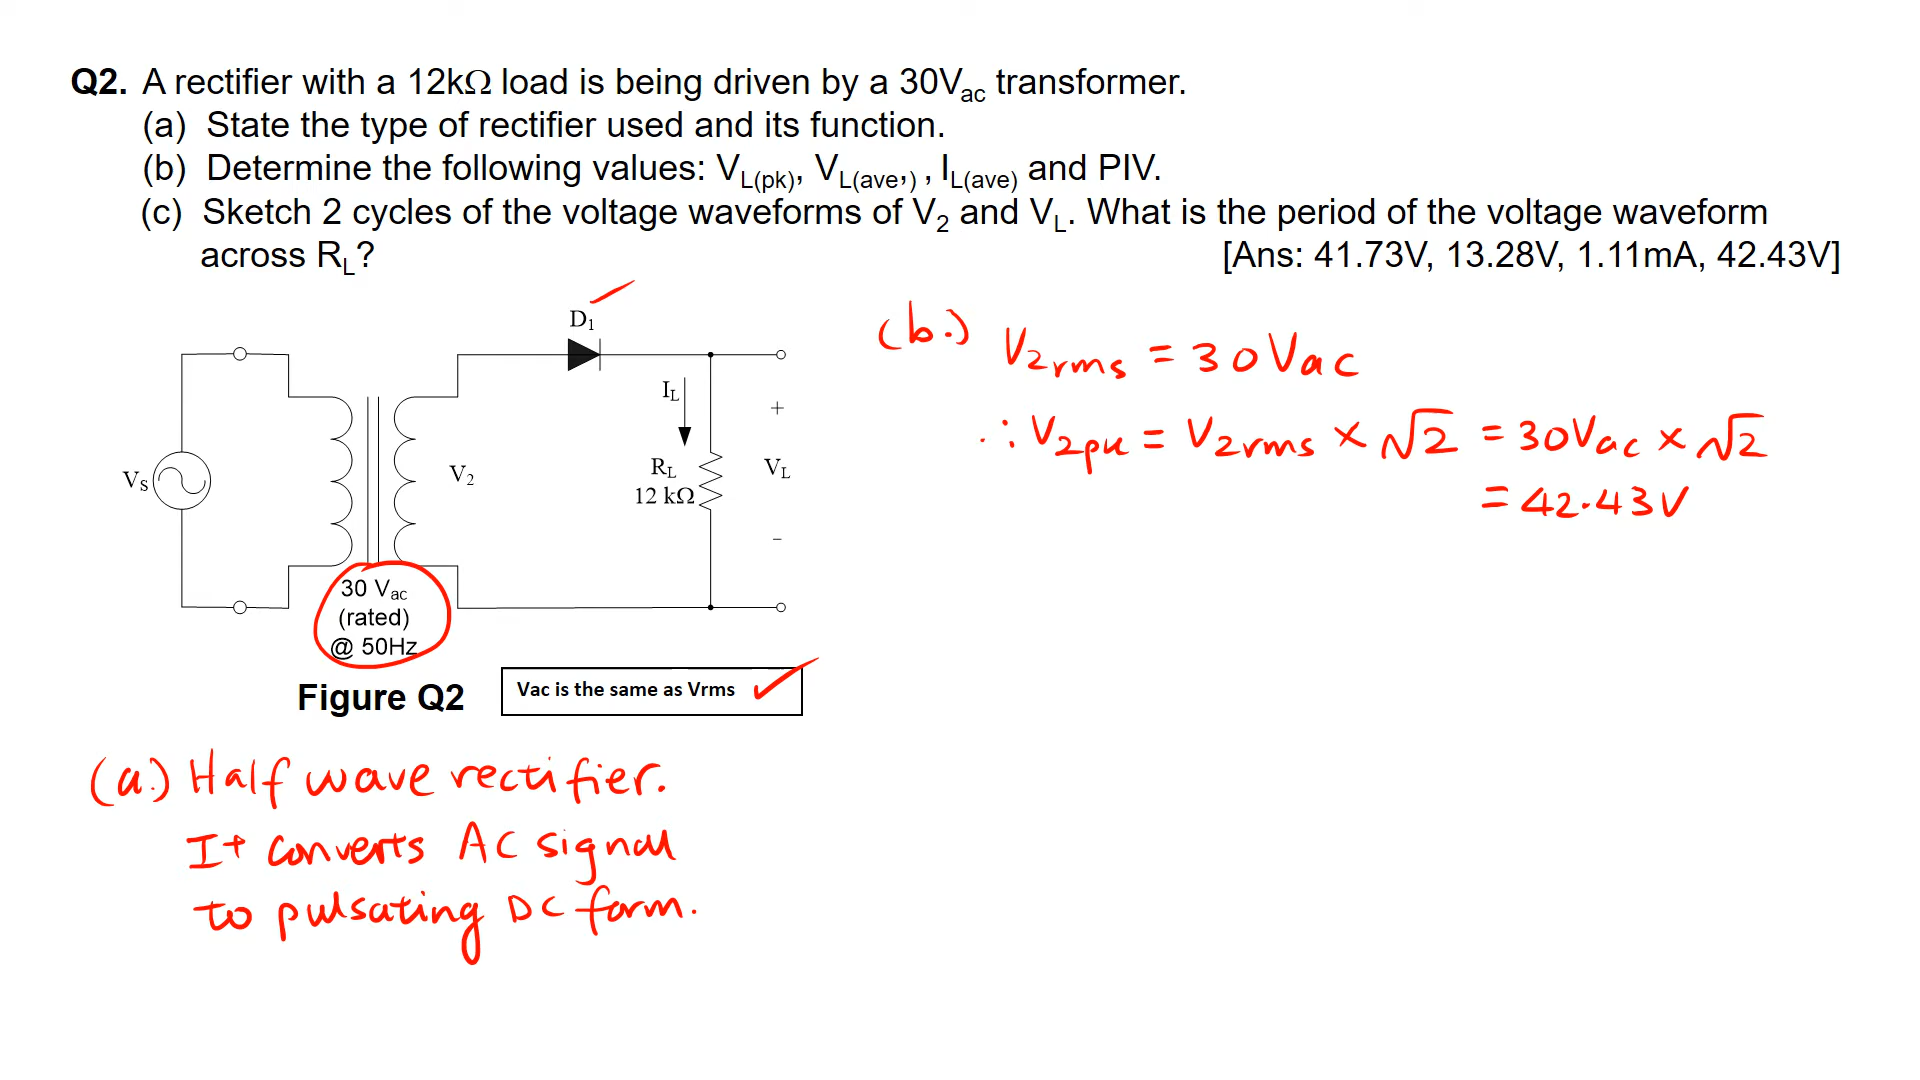 Q2. A rectifier with a 12kΩ load is being driven by a 30Vac transformer.
(a) State the type of rectifier used and its function.
(b) Determine the following values: VL(pk), VL(ave,) , IL(ave) and PIV.
(c) Sketch 2 cycles of the voltage waveforms of V2 and VL. What is the period of the voltage waveform
across RL?
[Ans: 41.73V, 13.28V, 1.11mA, 42.43V]
D1
IL
+
VS
V2
RL
12 kΩ
VL
-
30 Vac
(rated)
@ 50Hz
Figure Q2
Vac is the same as Vrms
(a.) Half wave rectifier.
It converts AC signal
to pulsating DC form.
(b.) V2rms = 30Vac
∴ V2pk = V2rms × √2 = 30Vac × √2
= 42.43V